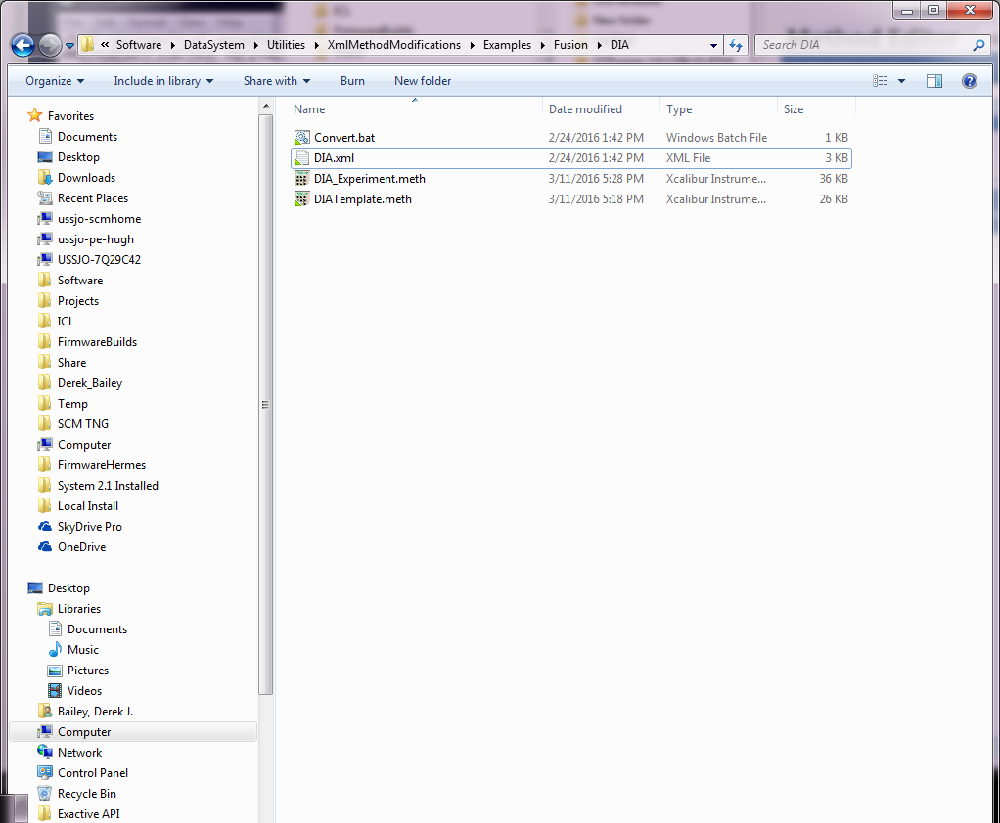 « Software DataSystem Utilities XmlMethodModifications Examples Fusion DIA Search DIA
Organize Include in library Share with Burn New folder
Favorites
Documents
Desktop
Downloads
Recent Places
ussjo-scmhome
ussjo-pe-hugh
USSJO-7Q29C42
Software
Projects
ICL
FirmwareBuilds
Share
Derek_Bailey
Temp
SCM TNG
Computer
FirmwareHermes
System 2.1 Installed
Local Install
SkyDrive Pro
OneDrive
Desktop
Libraries
Documents
Music
Pictures
Videos
Bailey, Derek J.
Computer
Network
Control Panel
Recycle Bin
Exactive API
Name Date modified Type Size
Convert.bat 2/24/2016 1:42 PM Windows Batch File 1 KB
DIA.xml 2/24/2016 1:42 PM XML File 3 KB
DIA_Experiment.meth 3/11/2016 5:28 PM Xcalibur Instrume... 36 KB
DIATemplate.meth 3/11/2016 5:18 PM Xcalibur Instrume... 26 KB